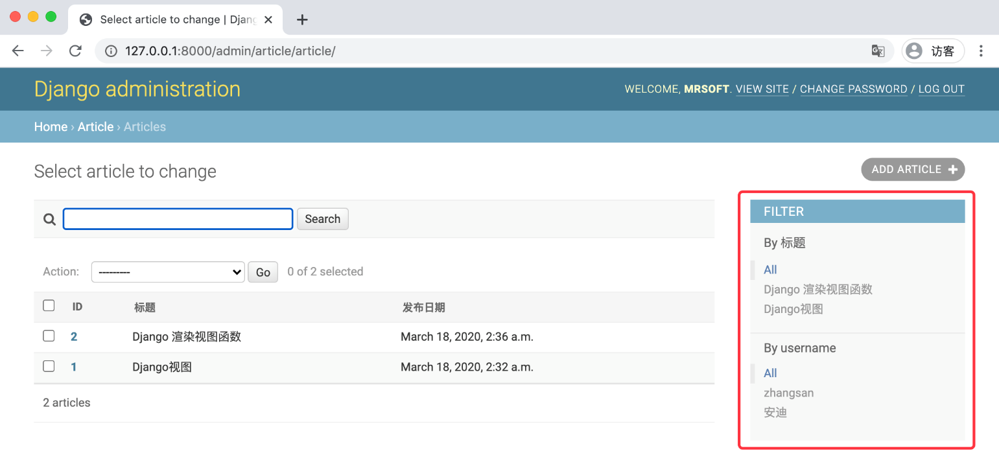 Select article to change | Djang
127.0.0.1:8000/admin/article/article/
访客
Django administration
WELCOME, MRSOFT. VIEW SITE / CHANGE PASSWORD / LOG OUT
Home › Article › Articles
Select article to change
ADD ARTICLE +
Search
FILTER
By 标题
All
Django 渲染视图函数
Django视图
By username
All
zhangsan
安迪
Action: --------- Go 0 of 2 selected
ID 标题 发布日期
2 Django 渲染视图函数 March 18, 2020, 2:36 a.m.
1 Django视图 March 18, 2020, 2:32 a.m.
2 articles